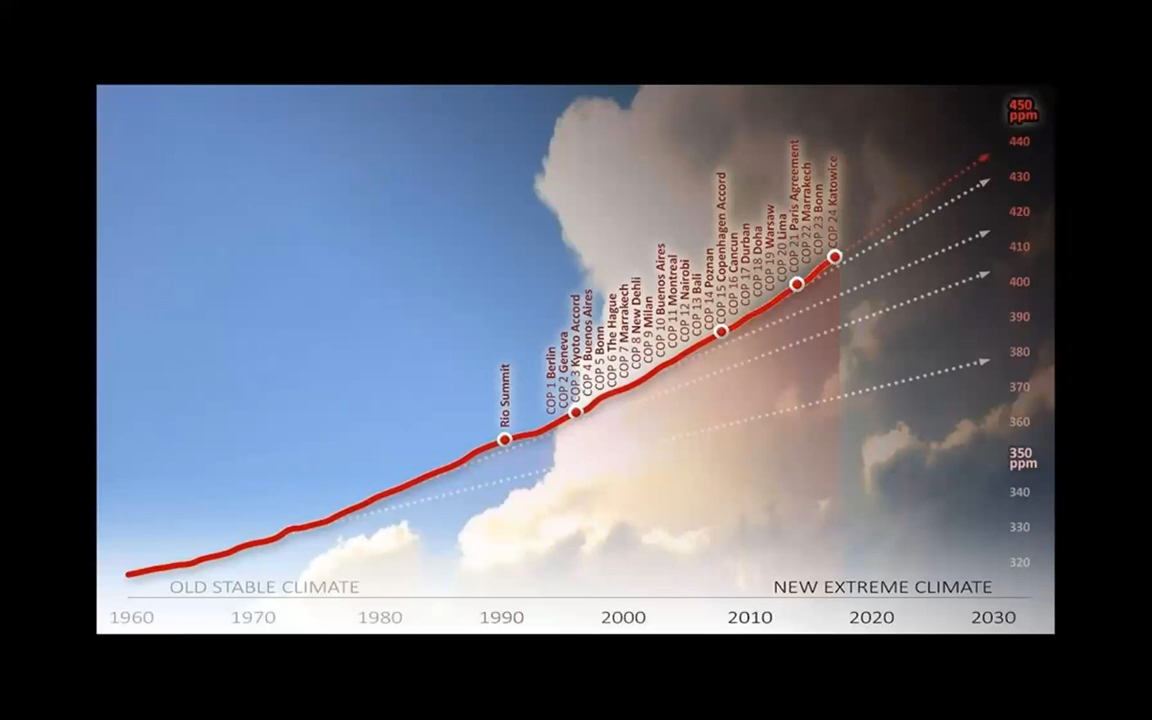 450
ppm
440
430
420
410
400
390
380
370
360
350
ppm
340
330
320
Rio Summit
COP 1 Berlin
COP 2 Geneva
COP 3 Kyoto Accord
COP 4 Buenos Aires
COP 5 Bonn
COP 6 The Hague
COP 7 Marrakech
COP 8 New Dehli
COP 9 Milan
COP 10 Buenos Aires
COP 11 Montreal
COP 12 Nairobi
COP 13 Bali
COP 14 Poznan
COP 15 Copenhagen Accord
COP 16 Cancun
COP 17 Durban
COP 18 Doha
COP 19 Warsaw
COP 20 Lima
COP 21 Paris Agreement
COP 22 Marrakech
COP 23 Bonn
COP 24 Katowice
OLD STABLE CLIMATE
NEW EXTREME CLIMATE
1960 1970 1980 1990 2000 2010 2020 2030